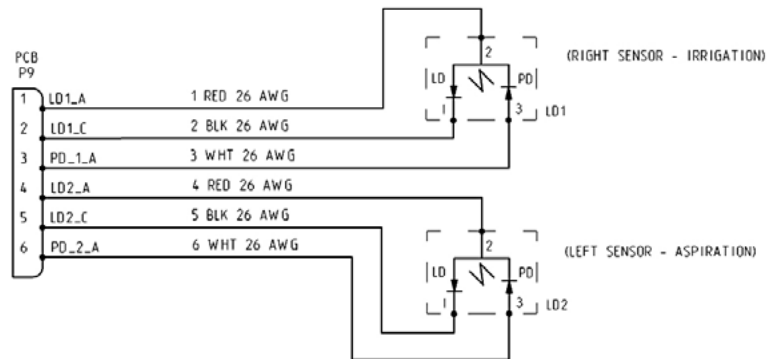 PCB
P9
1 LD1_A 1 RED 26 AWG
2 LD1_C 2 BLK 26 AWG
3 PD_1_A 3 WHT 26 AWG
4 LD2_A 4 RED 26 AWG
5 LD2_C 5 BLK 26 AWG
6 PD_2_A 6 WHT 26 AWG
2
(RIGHT SENSOR - IRRIGATION)
LD PD
1 3 LD1
2
(LEFT SENSOR - ASPIRATION)
LD PD
1 3 LD2